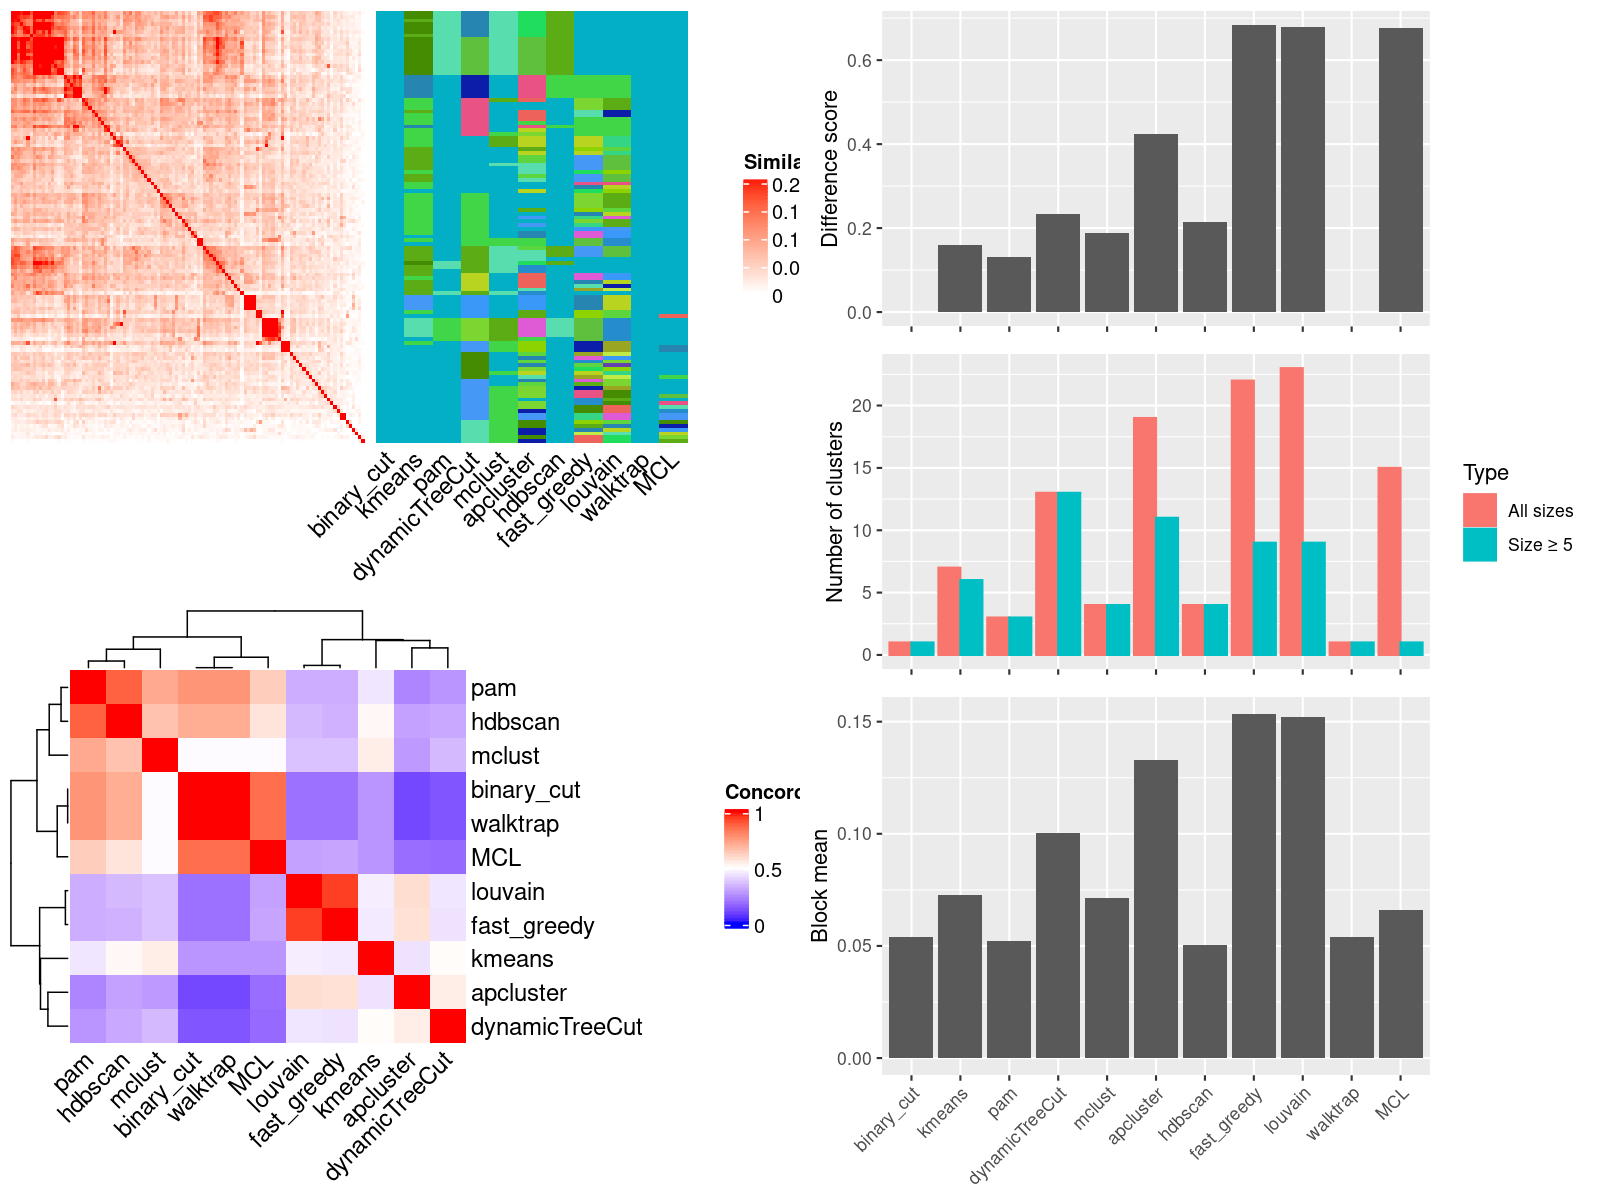 Simila
0.2
0.1
0.1
0.0
0
binary_cut
kmeans
pam
dynamicTreeCut
mclust
apcluster
hdbscan
fast_greedy
louvain
walktrap
MCL
pam
hdbscan
mclust
binary_cut
walktrap
MCL
louvain
fast_greedy
kmeans
apcluster
dynamicTreeCut
pam
hdbscan
mclust
binary_cut
walktrap
MCL
louvain
fast_greedy
kmeans
apcluster
dynamicTreeCut
Concord
1
0.5
0
Difference score
0.6
0.4
0.2
0.0
Number of clusters
20
15
10
5
0
Type
All sizes
Size ≥ 5
Block mean
0.15
0.10
0.05
0.00
binary_cut
kmeans
pam
dynamicTreeCut
mclust
apcluster
hdbscan
fast_greedy
louvain
walktrap
MCL